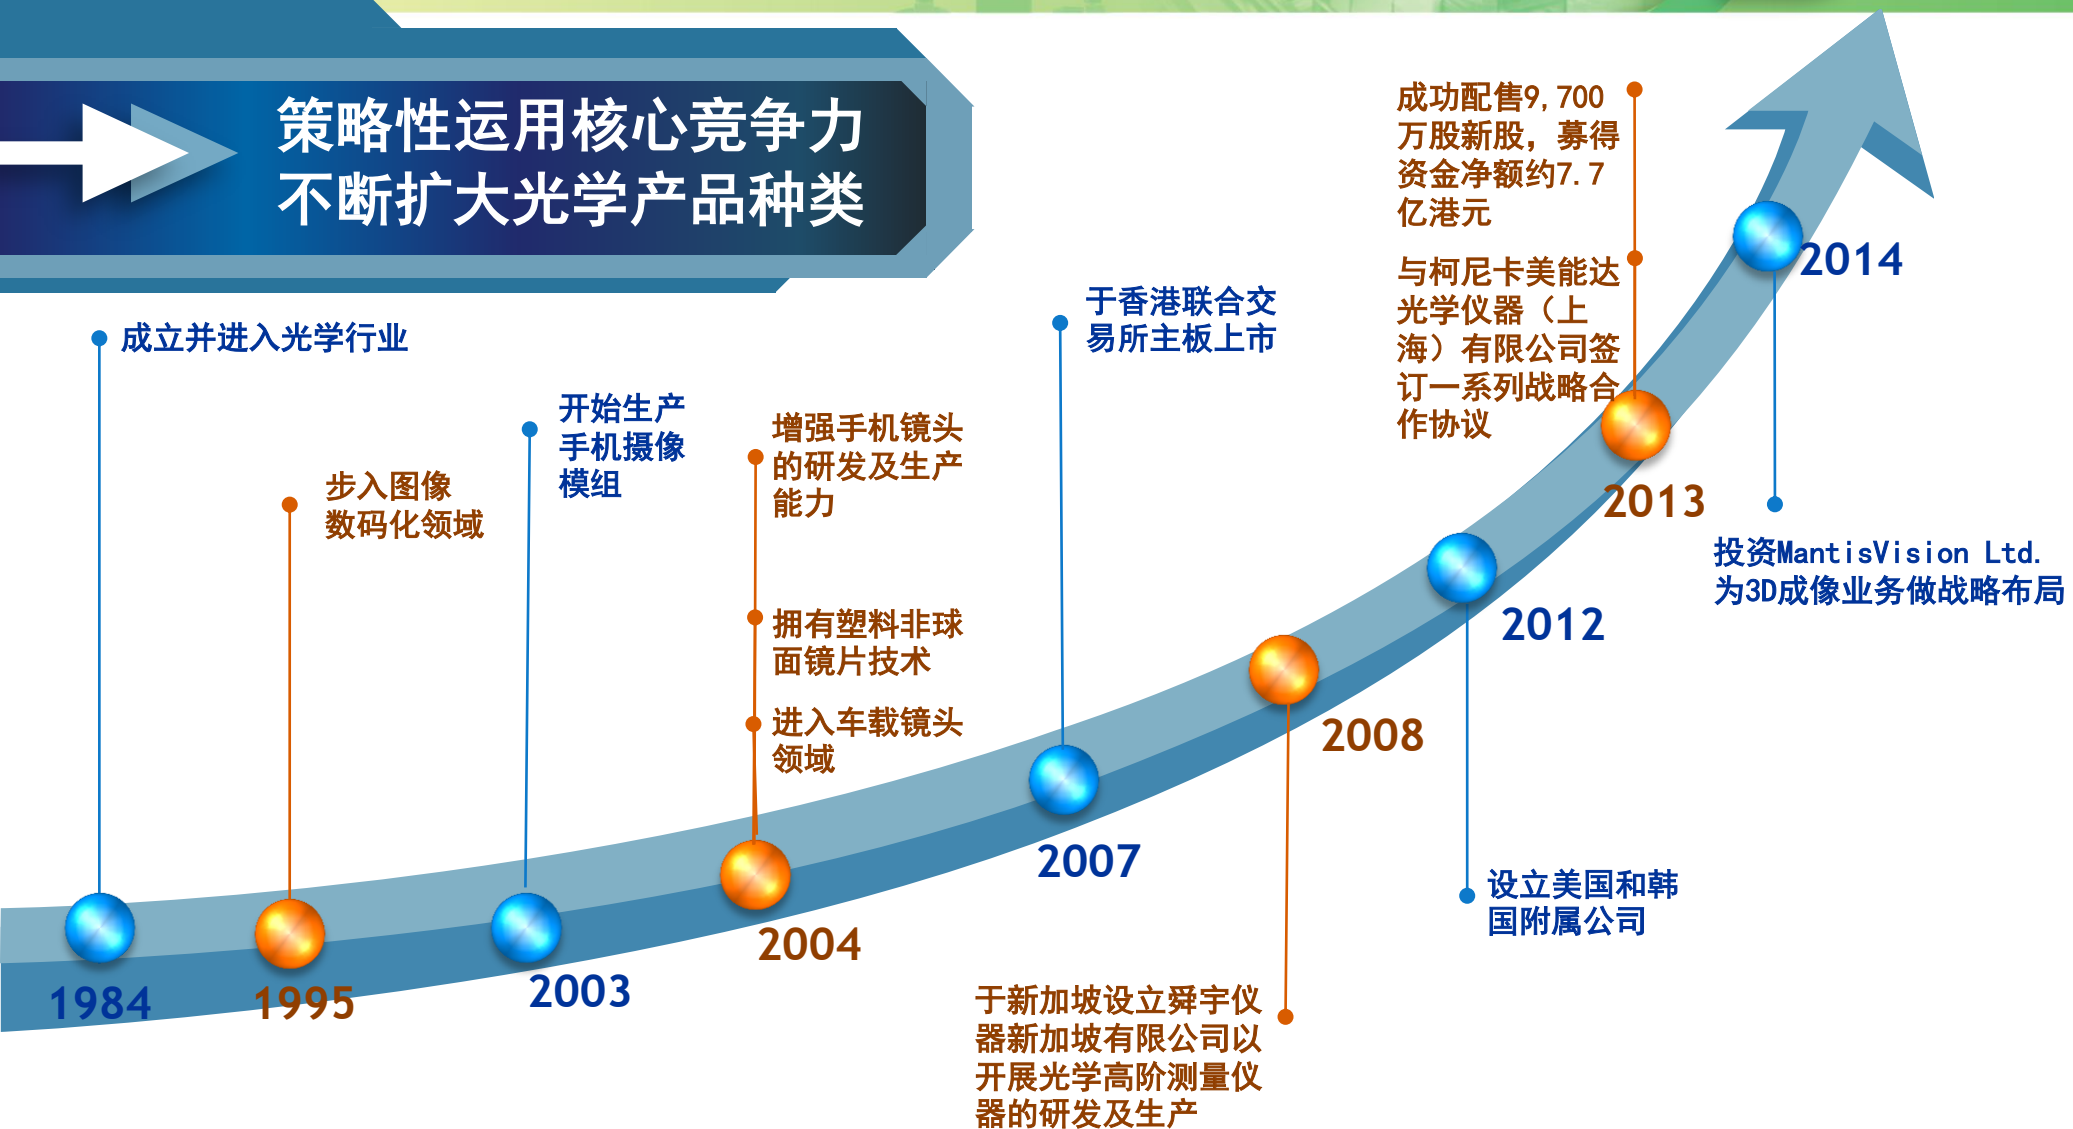 策略性运用核心竞争力
不断扩大光学产品种类
成立并进入光学行业
1984
步入图像
数码化领域
1995
开始生产
手机摄像
模组
2003
增强手机镜头
的研发及生产
能力
拥有塑料非球
面镜片技术
进入车载镜头
领域
2004
于香港联合交
易所主板上市
2007
2008
于新加坡设立舜宇仪
器新加坡有限公司以
开展光学高阶测量仪
器的研发及生产
2012
设立美国和韩
国附属公司
成功配售9,700
万股新股，募得
资金净额约7.7
亿港元
与柯尼卡美能达
光学仪器（上
海）有限公司签
订一系列战略合
作协议
2013
2014
投资MantisVision Ltd.
为3D成像业务做战略布局